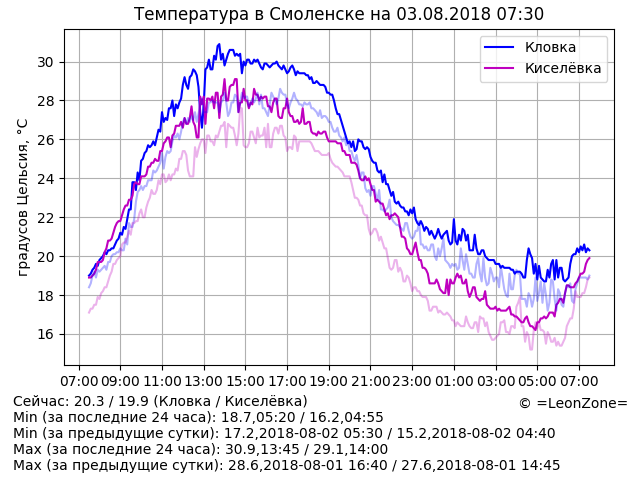 Температура в Смоленске на 03.08.2018 07:30
Кловка
Киселёвка
градусов Цельсия, °C
30
28
26
24
22
20
18
16
07:00 09:00 11:00 13:00 15:00 17:00 19:00 21:00 23:00 01:00 03:00 05:00 07:00
Сейчас: 20.3 / 19.9 (Кловка / Киселёвка)
© =LeonZone=
Min (за последние 24 часа): 18.7,05:20 / 16.2,04:55
Min (за предыдущие сутки): 17.2,2018-08-02 05:30 / 15.2,2018-08-02 04:40
Max (за последние 24 часа): 30.9,13:45 / 29.1,14:00
Max (за предыдущие сутки): 28.6,2018-08-01 16:40 / 27.6,2018-08-01 14:45